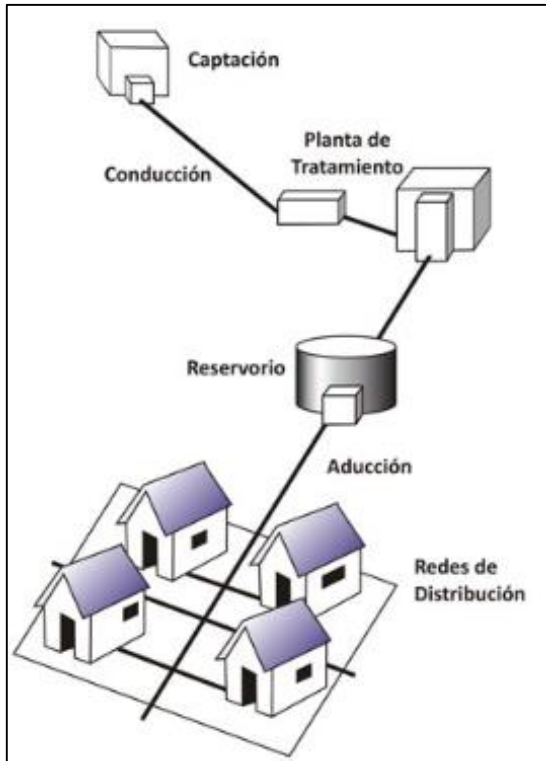 Captación
Conducción
Planta de
Tratamiento
Reservorio
Aducción
Redes de
Distribución